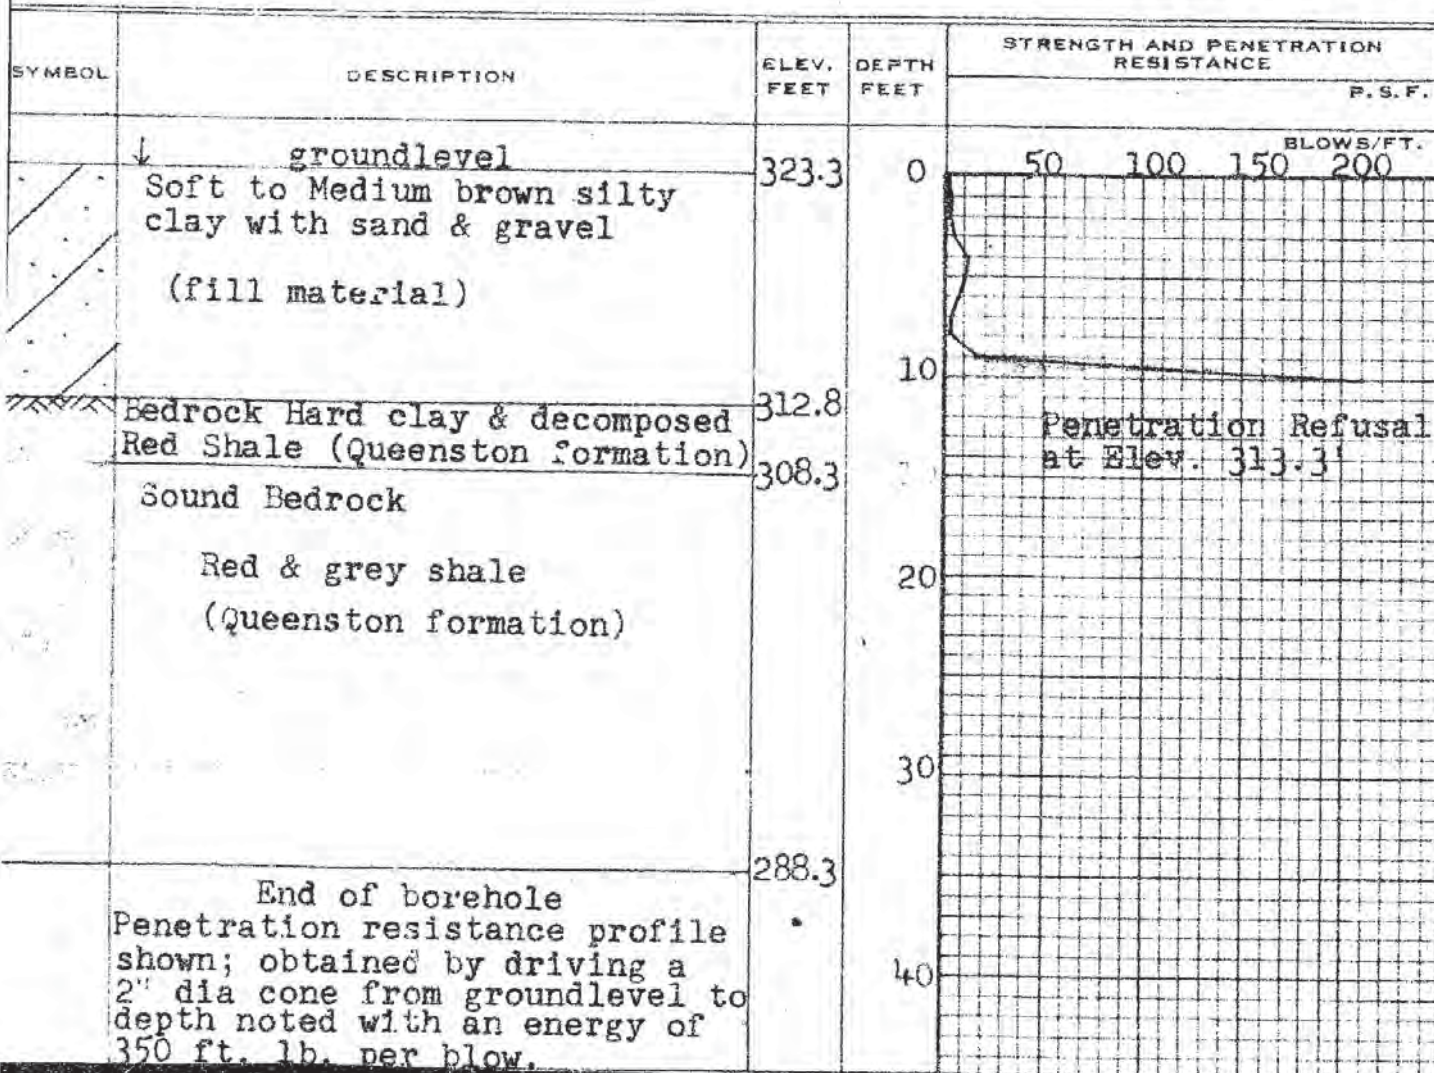 SYMBOL
DESCRIPTION
ELEV. FEET
DEPTH FEET
STRENGTH AND PENETRATION RESISTANCE
P.S.F.
BLOWS/FT.
↓ groundlevel
323.3
0
50 100 150 200
Soft to Medium brown silty
clay with sand & gravel
(fill material)
10
312.8
Bedrock Hard clay & decomposed
Red Shale (Queenston formation)
308.3
Penetration Refusal
at Elev. 313.3'
Sound Bedrock
Red & grey shale
(Queenston formation)
20
30
288.3
End of borehole
Penetration resistance profile
shown; obtained by driving a
2" dia cone from groundlevel to
depth noted with an energy of
350 ft. lb. per blow.
40